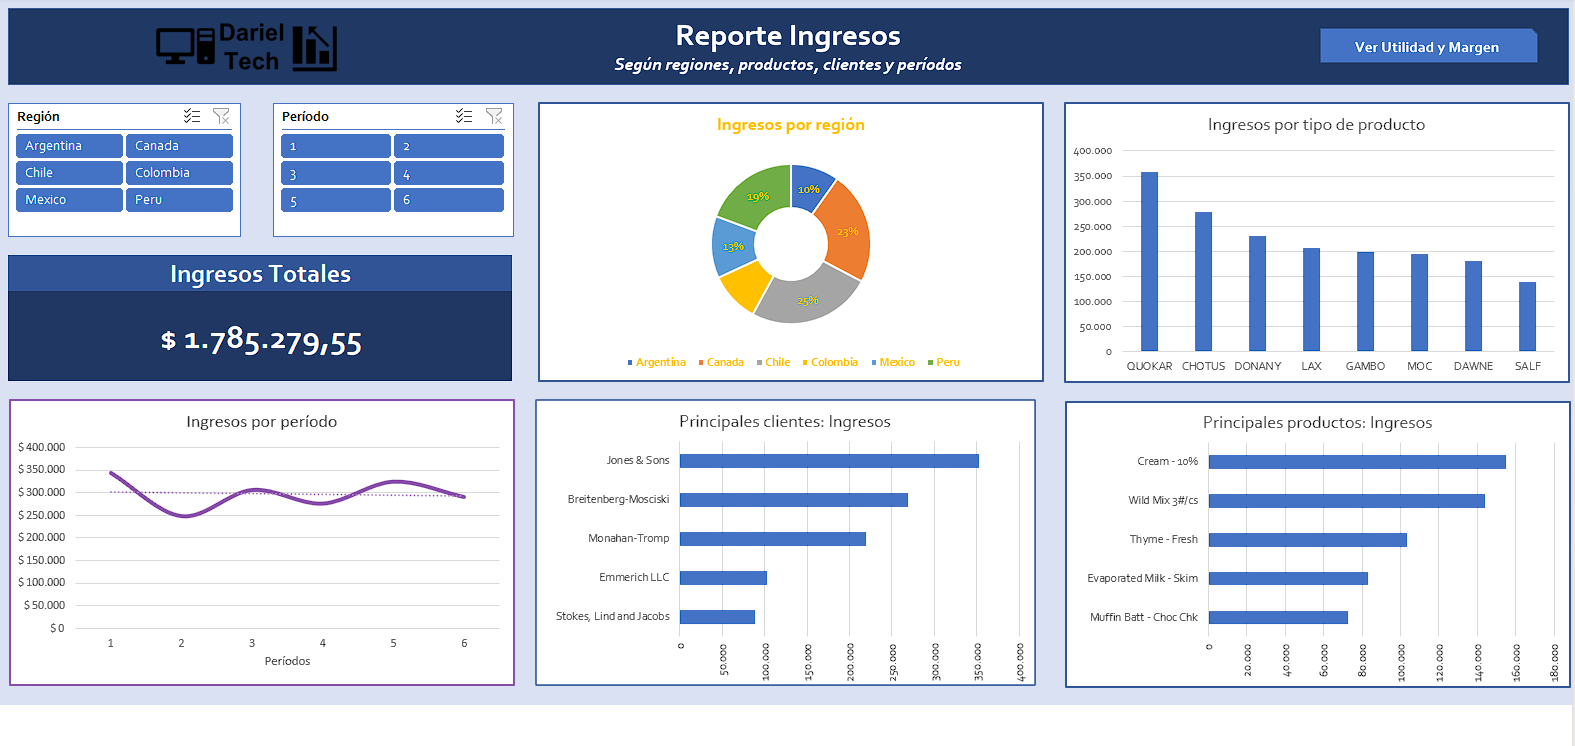 Dariel
Tech
Reporte Ingresos
Según regiones, productos, clientes y períodos
Ver Utilidad y Margen
Región
Argentina
Canada
Chile
Colombia
Mexico
Peru
Período
1
2
3
4
5
6
Ingresos Totales
$ 1.785.279,55
Ingresos por región
10%
23%
25%
13%
19%
Argentina
Canada
Chile
Colombia
Mexico
Peru
Ingresos por tipo de producto
400.000
350.000
300.000
250.000
200.000
150.000
100.000
50.000
0
QUOKAR
CHOTUS
DONANY
LAX
GAMBO
MOC
DAWNE
SALF
Ingresos por período
$ 400.000
$ 350.000
$ 300.000
$ 250.000
$ 200.000
$ 150.000
$ 100.000
$ 50.000
$ 0
1
2
3
4
5
6
Períodos
Principales clientes: Ingresos
Jones & Sons
Breitenberg-Mosciski
Monahan-Tromp
Emmerich LLC
Stokes, Lind and Jacobs
0
50.000
100.000
150.000
200.000
250.000
300.000
350.000
400.000
Principales productos: Ingresos
Cream - 10%
Wild Mix 3#/cs
Thyme - Fresh
Evaporated Milk - Skim
Muffin Batt - Choc Chk
0
20.000
40.000
60.000
80.000
100.000
120.000
140.000
160.000
180.000